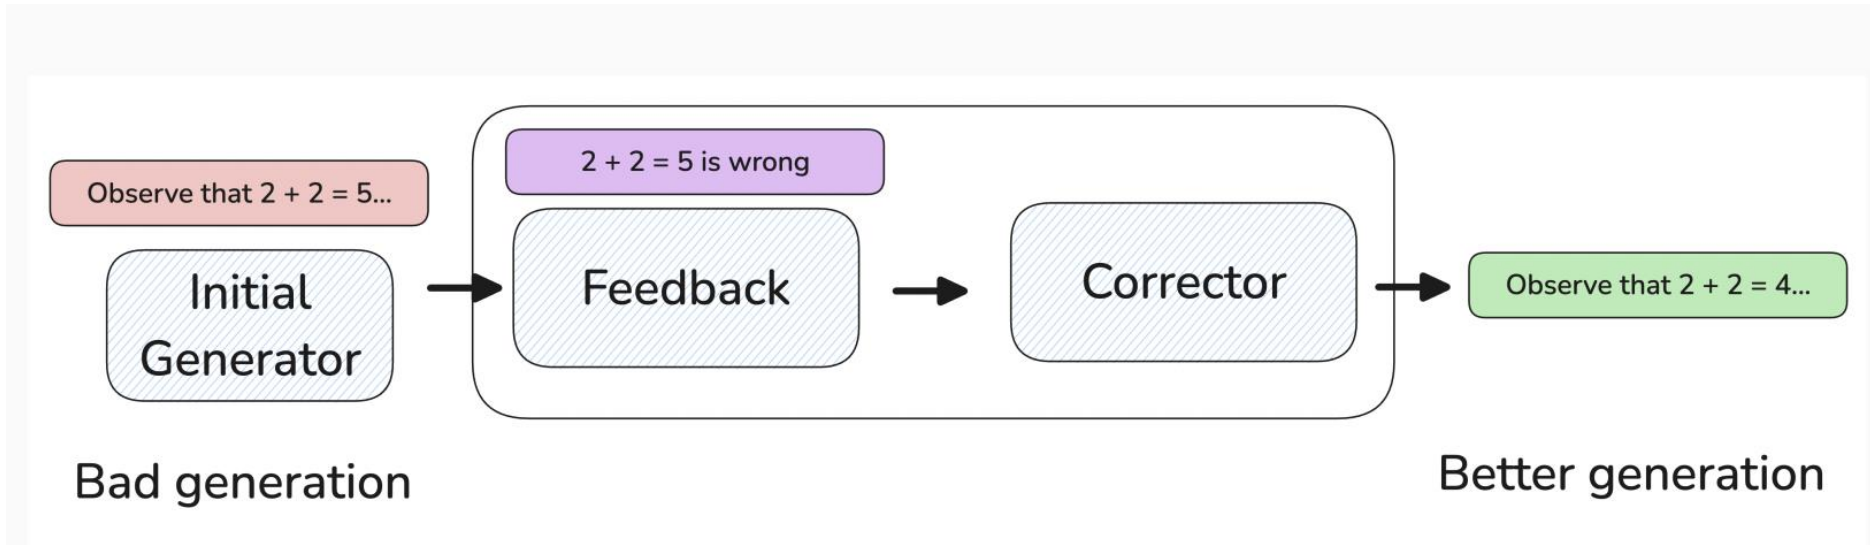 Observe that 2 + 2 = 5...
Initial
Generator
Bad generation
2 + 2 = 5 is wrong
Feedback
Corrector
Observe that 2 + 2 = 4...
Better generation